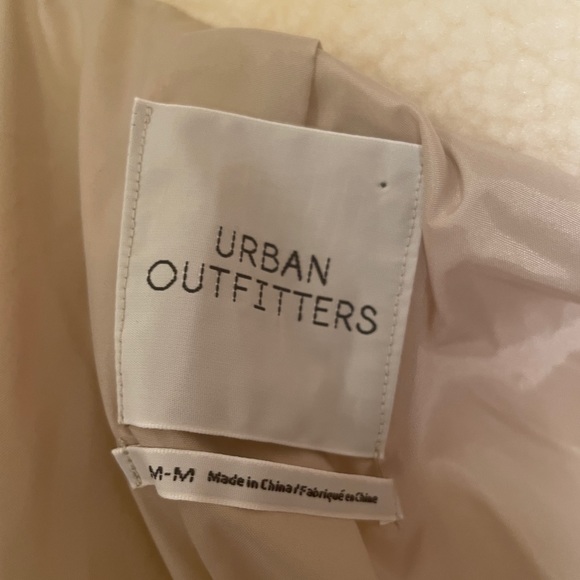 URBAN
OUTFITTERS
M-M Made in China/Fabriqué en Chine